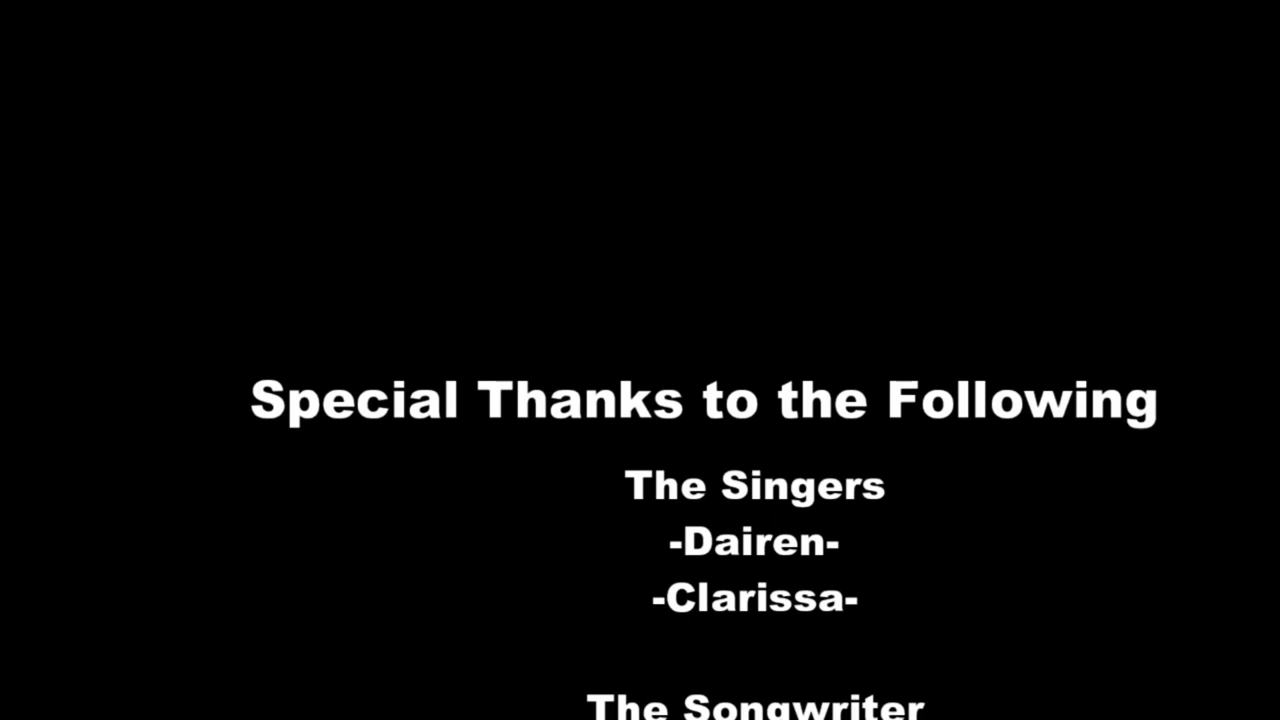 Special Thanks to the Following
The Singers
-Dairen-
-Clarissa-
The Songwriter